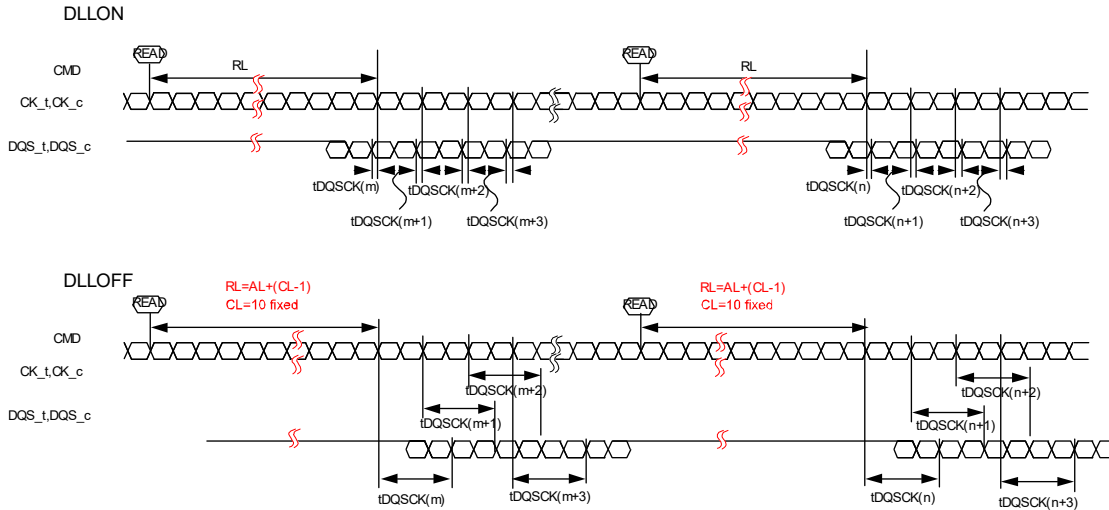 DLLON
READ
READ
CMD
RL
RL
CK_t,CK_c
DQS_t,DQS_c
tDQSCK(m)
tDQSCK(m+2)
tDQSCK(n)
tDQSCK(n+2)
tDQSCK(m+1)
tDQSCK(m+3)
tDQSCK(n+1)
tDQSCK(n+3)
DLLOFF
RL=AL+(CL-1)
CL=10 fixed
RL=AL+(CL-1)
CL=10 fixed
READ
READ
CMD
CK_t,CK_c
tDQSCK(m+2)
tDQSCK(n+2)
DQS_t,DQS_c
tDQSCK(m+1)
tDQSCK(n+1)
tDQSCK(m)
tDQSCK(m+3)
tDQSCK(n)
tDQSCK(n+3)